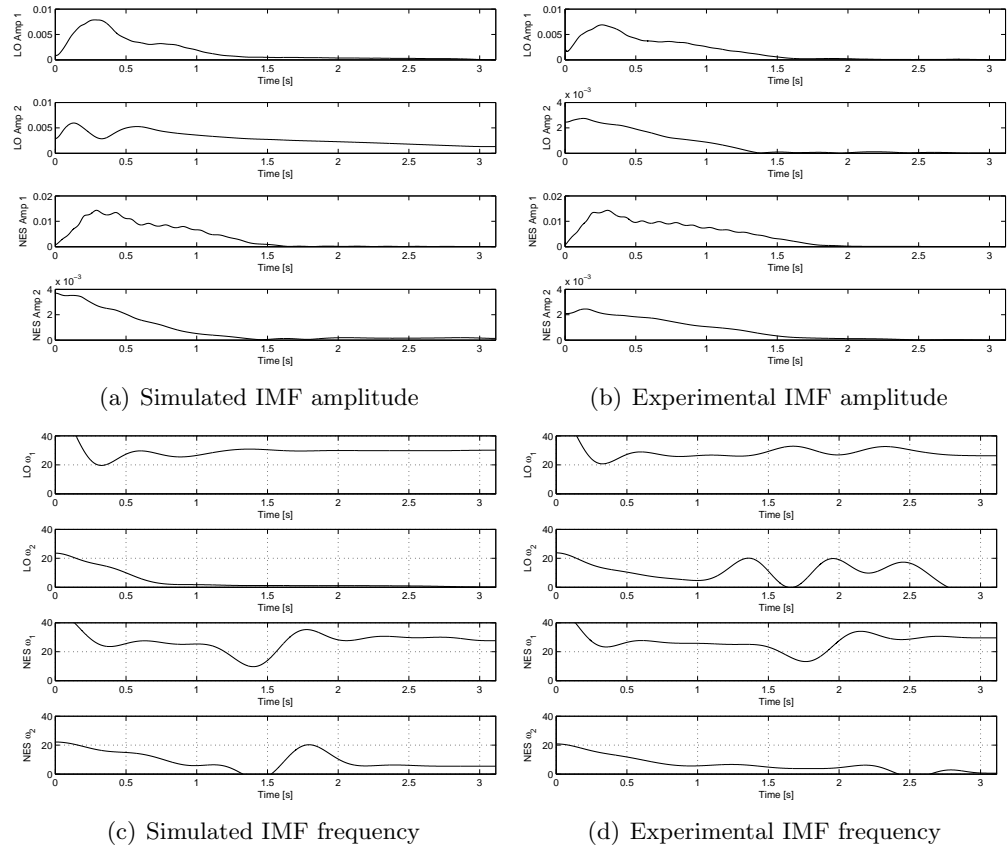 0.01
0.005
0
LO Amp 1
0 0.5 1 1.5 2 2.5 3
Time [s]
0.01
0.005
0
LO Amp 2
0 0.5 1 1.5 2 2.5 3
Time [s]
0.02
0.01
0
NES Amp 1
0 0.5 1 1.5 2 2.5 3
Time [s]
x 10⁻³
4
2
0
NES Amp 2
0 0.5 1 1.5 2 2.5 3
Time [s]
(a) Simulated IMF amplitude
0.01
0.005
0
LO Amp 1
0 0.5 1 1.5 2 2.5 3
Time [s]
x 10⁻³
4
2
0
LO Amp 2
0 0.5 1 1.5 2 2.5 3
Time [s]
0.02
0.01
0
NES Amp 1
0 0.5 1 1.5 2 2.5 3
Time [s]
x 10⁻³
4
2
0
NES Amp 2
0 0.5 1 1.5 2 2.5 3
Time [s]
(b) Experimental IMF amplitude
40
20
0
LO ω₁
0 0.5 1 1.5 2 2.5 3
Time [s]
40
20
0
LO ω₂
0 0.5 1 1.5 2 2.5 3
Time [s]
40
20
0
NES ω₁
0 0.5 1 1.5 2 2.5 3
Time [s]
40
20
0
NES ω₂
0 0.5 1 1.5 2 2.5 3
Time [s]
(c) Simulated IMF frequency
40
20
0
LO ω₁
0 0.5 1 1.5 2 2.5 3
Time [s]
40
20
0
LO ω₂
0 0.5 1 1.5 2 2.5 3
Time [s]
40
20
0
NES ω₁
0 0.5 1 1.5 2 2.5 3
Time [s]
40
20
0
NES ω₂
0 0.5 1 1.5 2 2.5 3
Time [s]
(d) Experimental IMF frequency